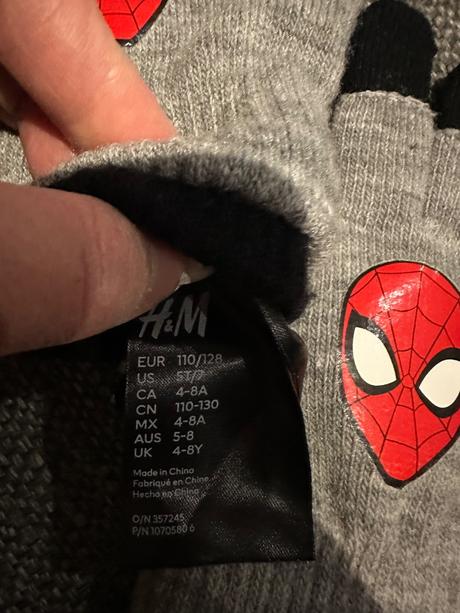 H&M
EUR 110/128
US 5T/7
CA 4-8A
CN 110-130
MX 4-8A
AUS 5-8
UK 4-8Y
Made in China
Fabriqué en Chine
Hecho en China
O/N 357245
P/N 1070580 6